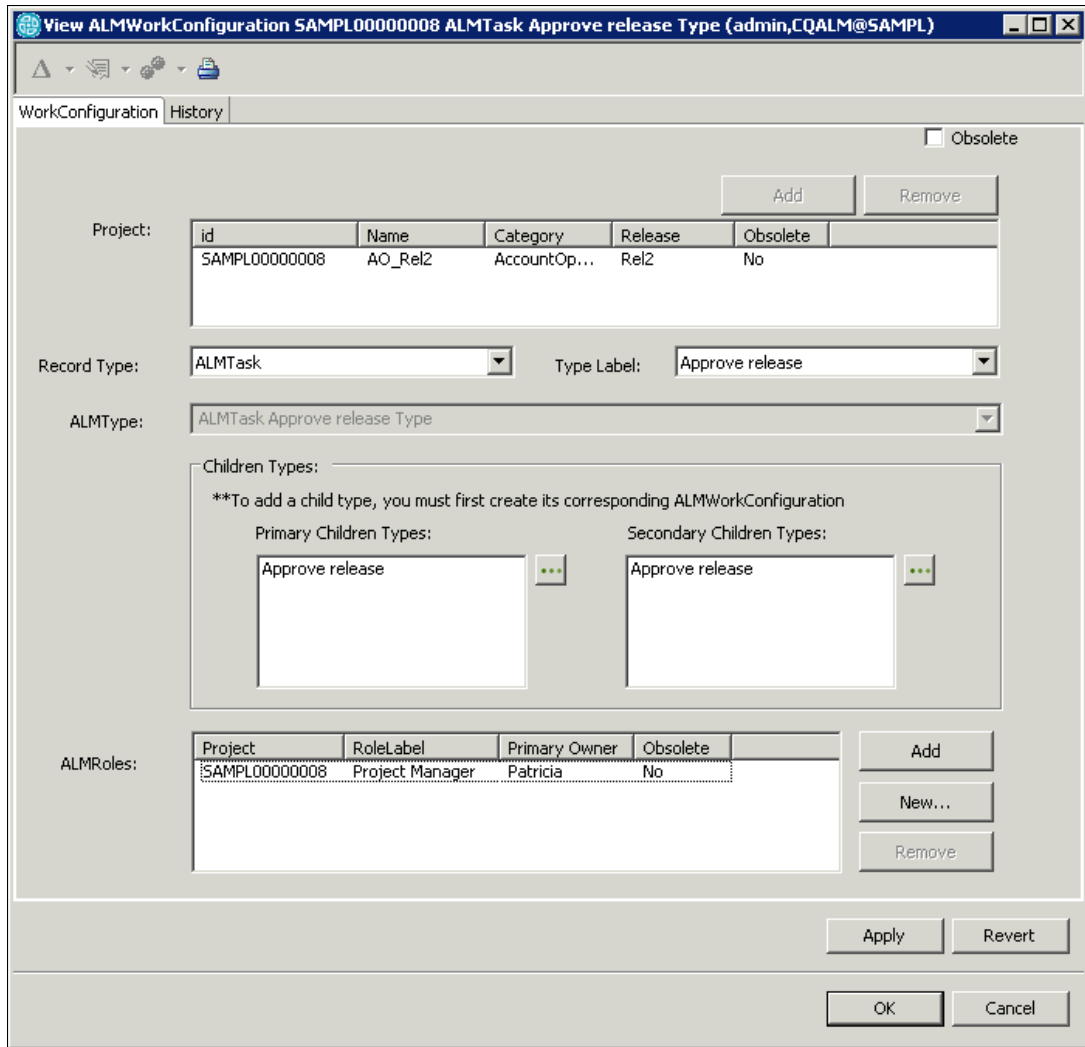 View ALMWorkConfiguration SAMPL00000008 ALMTask Approve release Type (admin,CQALM@SAMPL)
WorkConfiguration History
Obsolete
Add Remove
Project:
id Name Category Release Obsolete
SAMPL00000008 AO_Rel2 AccountOp... Rel2 No
Record Type: ALMTask Type Label: Approve release
ALMType: ALMTask Approve release Type
Children Types:
**To add a child type, you must first create its corresponding ALMWorkConfiguration
Primary Children Types: Secondary Children Types:
Approve release ... Approve release ...
ALMRoles:
Project RoleLabel Primary Owner Obsolete
SAMPL00000008 Project Manager Patricia No
Add
New...
Remove
Apply Revert
OK Cancel